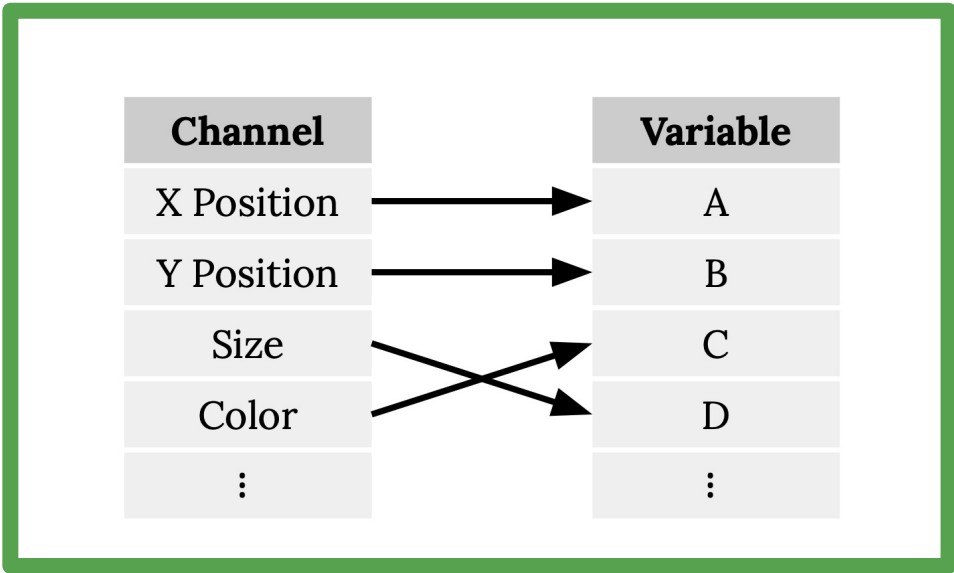 Channel Variable
X Position A
Y Position B
Size C
Color D
⋮ ⋮